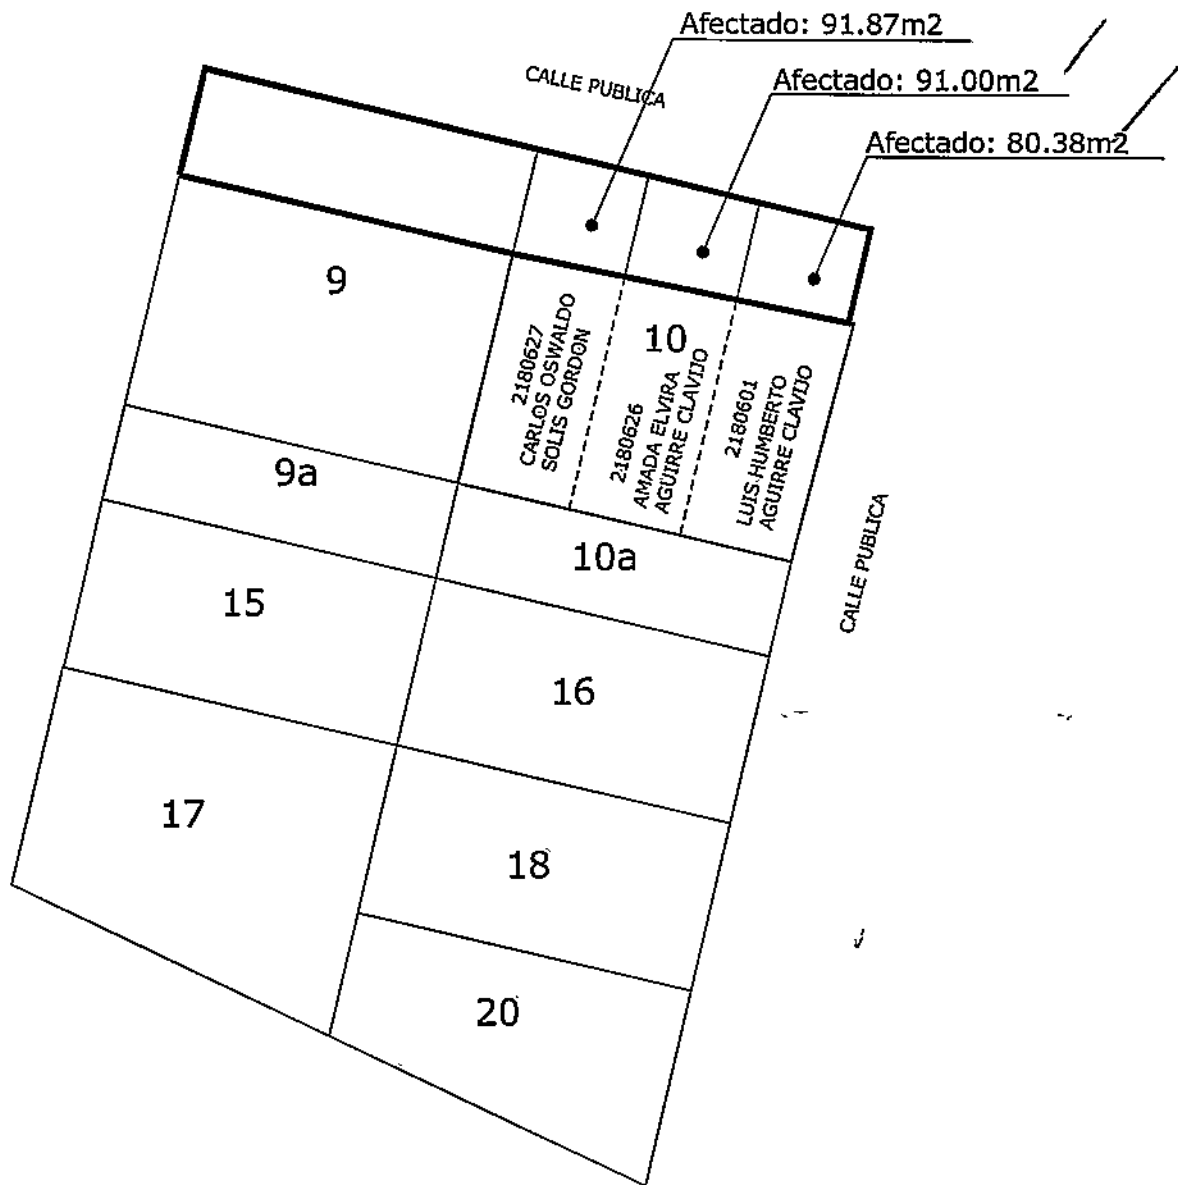 Afectado: 91.87m2
CALLE PUBLICA
Afectado: 91.00m2
Afectado: 80.38m2
9
2180627
CARLOS OSWALDO
SOLIS GORDON
10
2180626
AMADA ELVIRA
AGUIRRE CLAVIJO
2180601
LUIS HUMBERTO
AGUIRRE CLAVIJO
9a
10a
CALLE PUBLICA
15
16
17
18
20